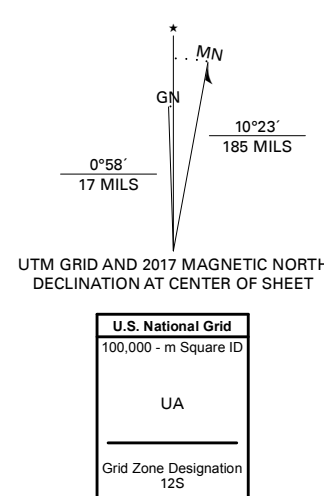 ★
MN
GN
10°23´
185 MILS
0°58´
17 MILS
UTM GRID AND 2017 MAGNETIC NORTH
DECLINATION AT CENTER OF SHEET
U.S. National Grid
100,000 - m Square ID
UA
Grid Zone Designation
12S